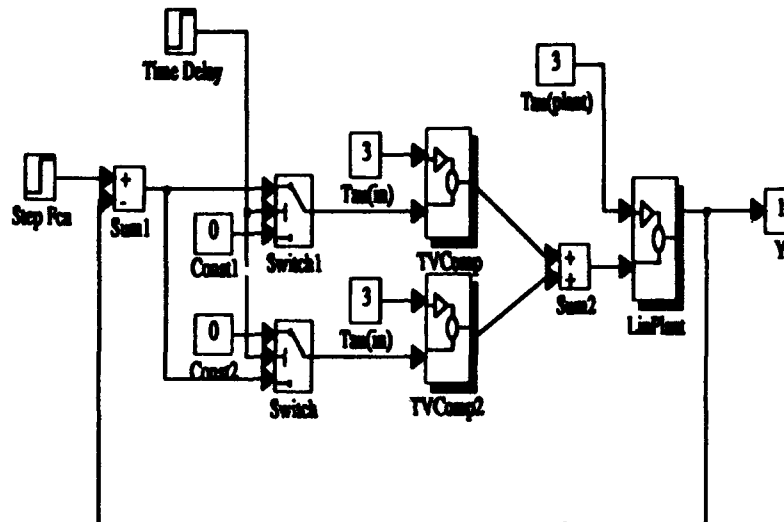 Time Delay
3
Tau(plant)
Step Fcn
+
-
Sum1
3
Tau(in)
TVComp
0
Const1
Switch1
+
+
Sum2
LinPlant
1
Y
3
Tau(in)
TVComp2
0
Const2
Switch